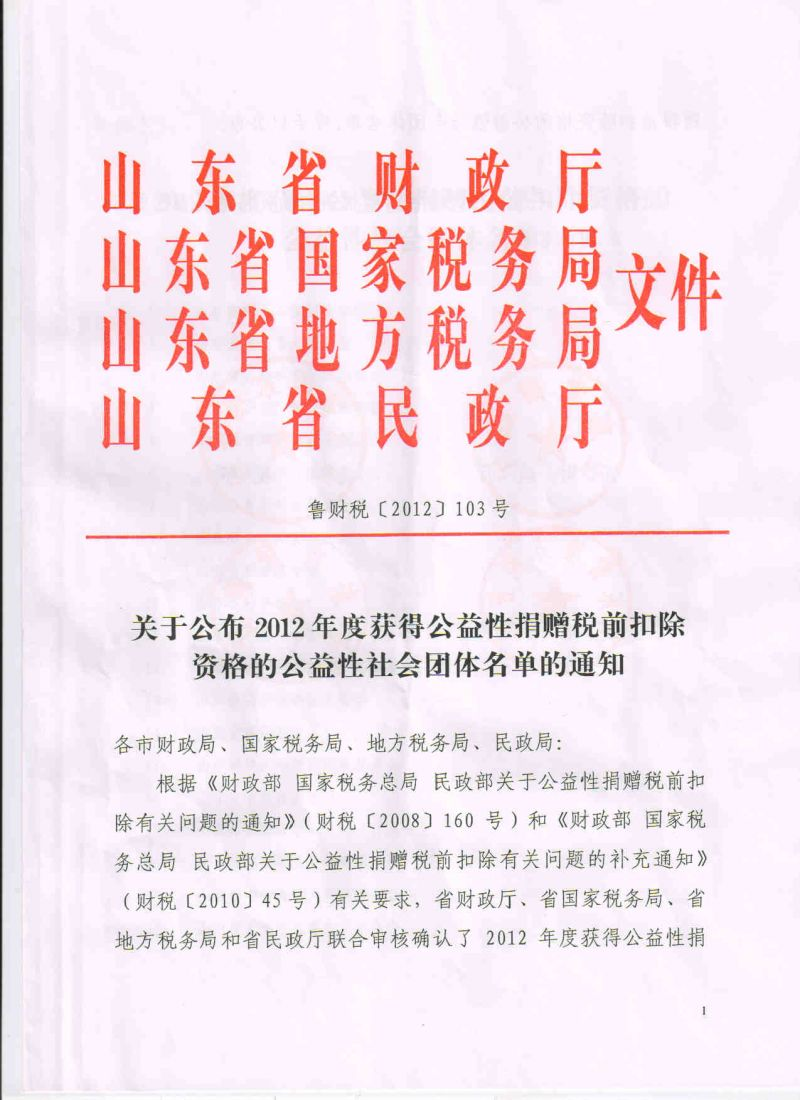 山东省财政厅
山东省国家税务局
山东省地方税务局
山东省民政厅
文件
鲁财税〔2012〕103号
关于公布 2012 年度获得公益性捐赠税前扣除
资格的公益性社会团体名单的通知
各市财政局、国家税务局、地方税务局、民政局:
根据《财政部 国家税务总局 民政部关于公益性捐赠税前扣
除有关问题的通知》(财税〔2008〕160 号)和《财政部 国家税
务总局 民政部关于公益性捐赠税前扣除有关问题的补充通知》
(财税〔2010〕45 号)有关要求，省财政厅、省国家税务局、省
地方税务局和省民政厅联合审核确认了 2012 年度获得公益性捐
1